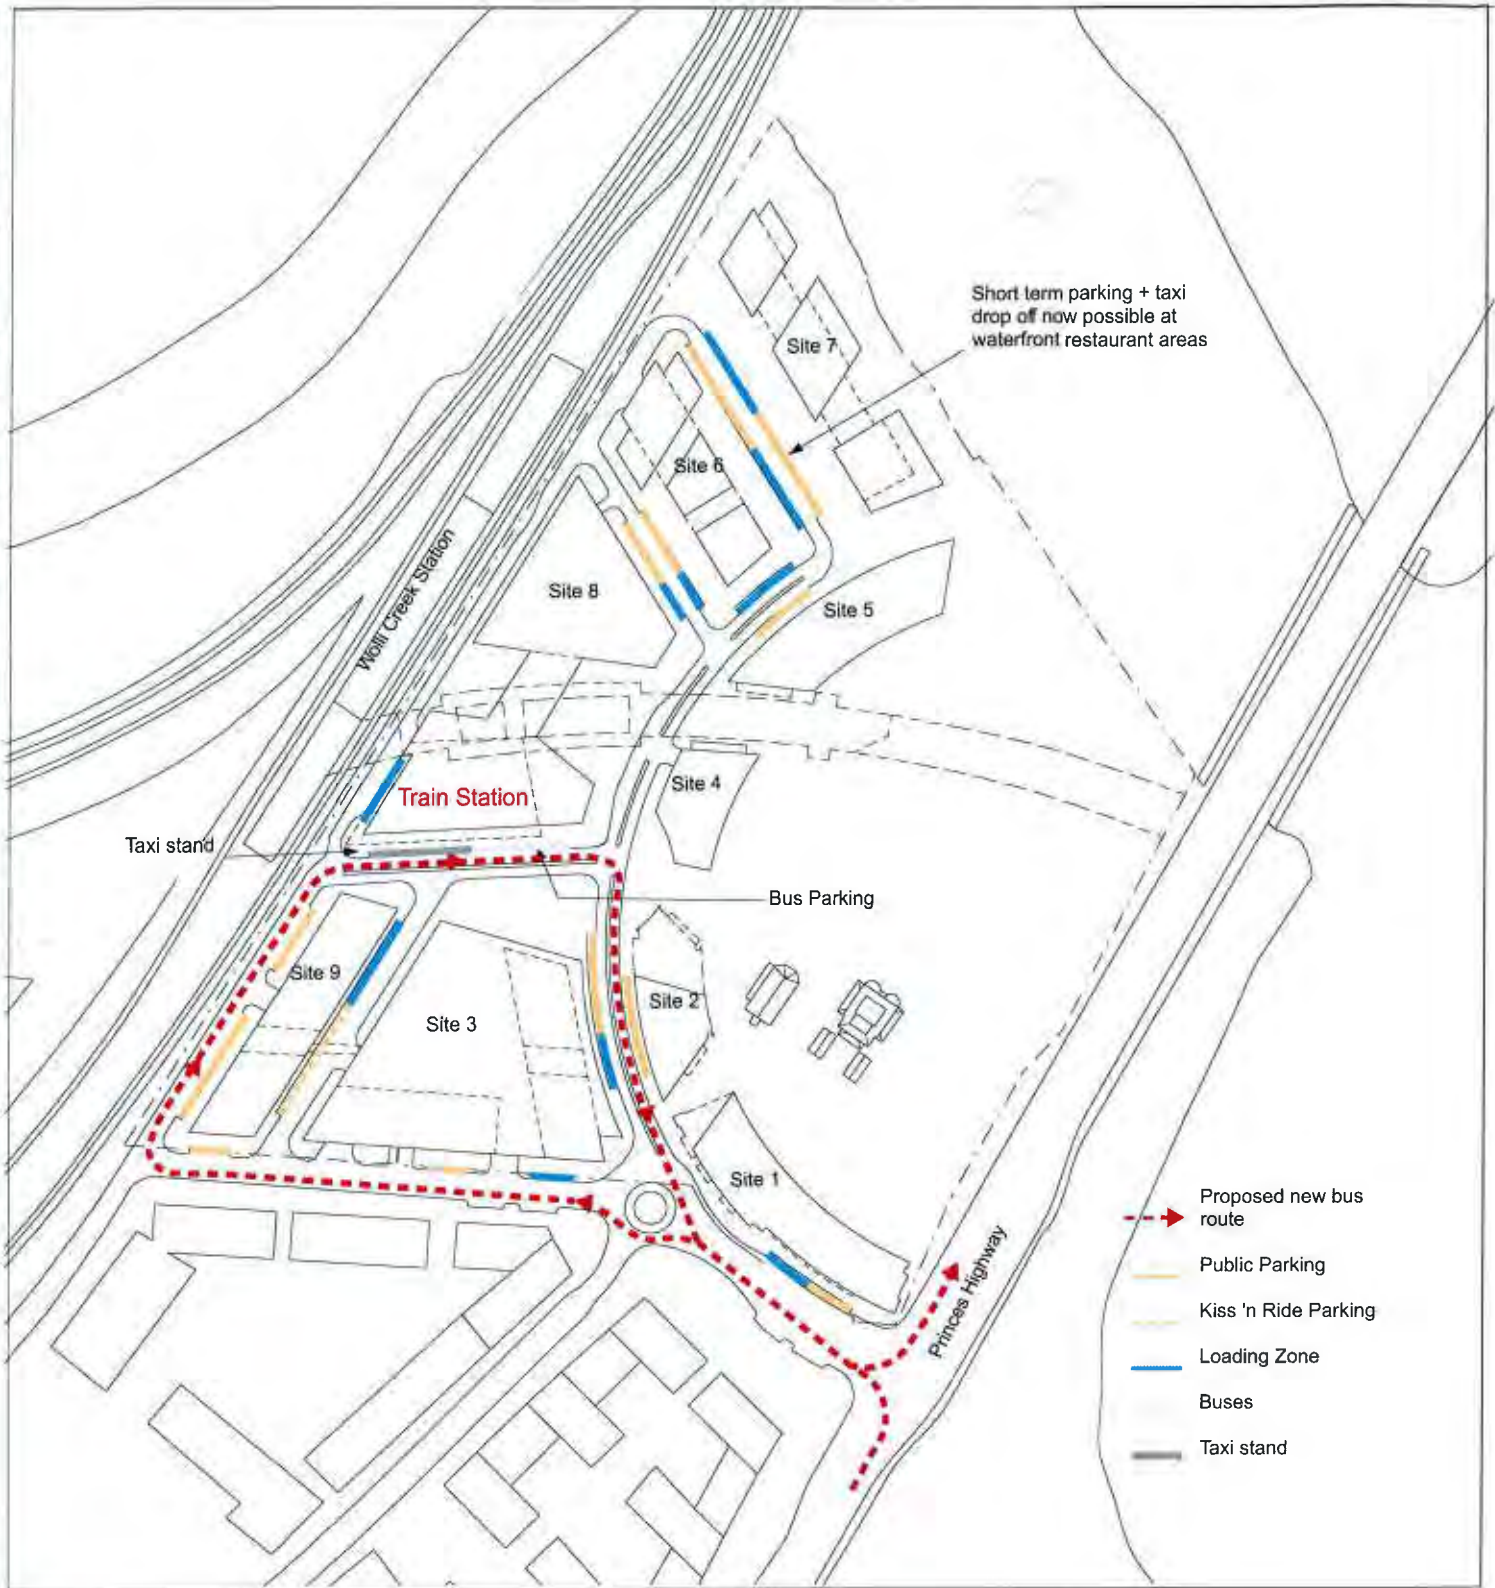 Short term parking + taxi
drop off now possible at
waterfront restaurant areas
Site 7
Site 6
Wolli Creek Station
Site 8
Site 5
Site 4
Train Station
Taxi stand
Bus Parking
Site 9
Site 2
Site 3
Site 1
Princes Highway
Proposed new bus
route
Public Parking
Kiss 'n Ride Parking
Loading Zone
Buses
Taxi stand